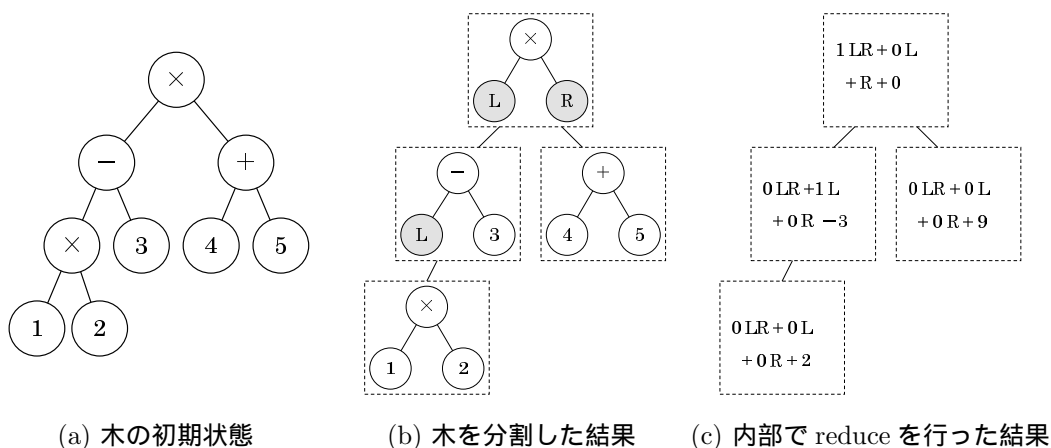 ×
−
+
×
3
4
5
1
2
(a) 木の初期状態
×
L
R
−
+
L
3
4
5
×
1
2
(b) 木を分割した結果
1 LR + 0 L
+ R + 0
0 LR + 1 L
+ 0 R − 3
0 LR + 0 L
+ 0 R + 9
0 LR + 0 L
+ 0 R + 2
(c) 内部で reduce を行った結果